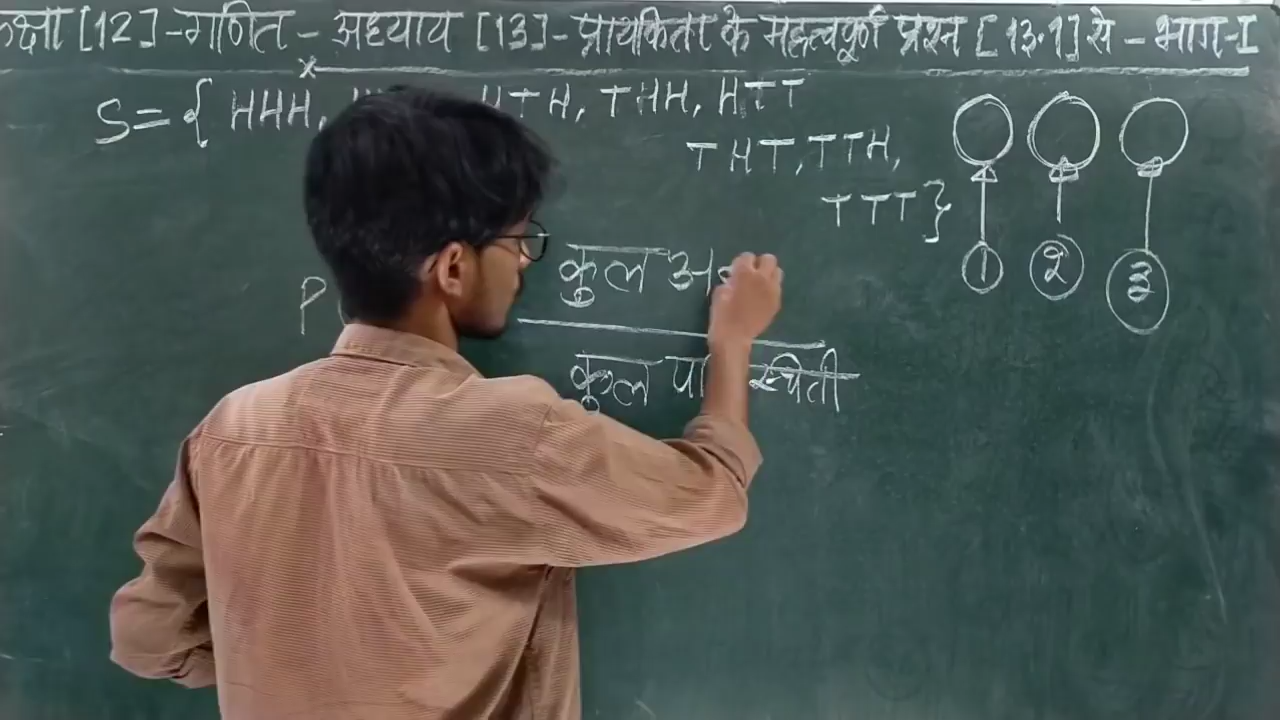 कक्षा [12]-गणित - अध्याय [13]-प्रायकिता के महत्वपूर्ण प्रश्न [13.1] से - भाग-I
S = { HHH, HTH, THH, HTT
THT, TTH,
TTT }
P
कुल
कुल स्थिती
1 2 3